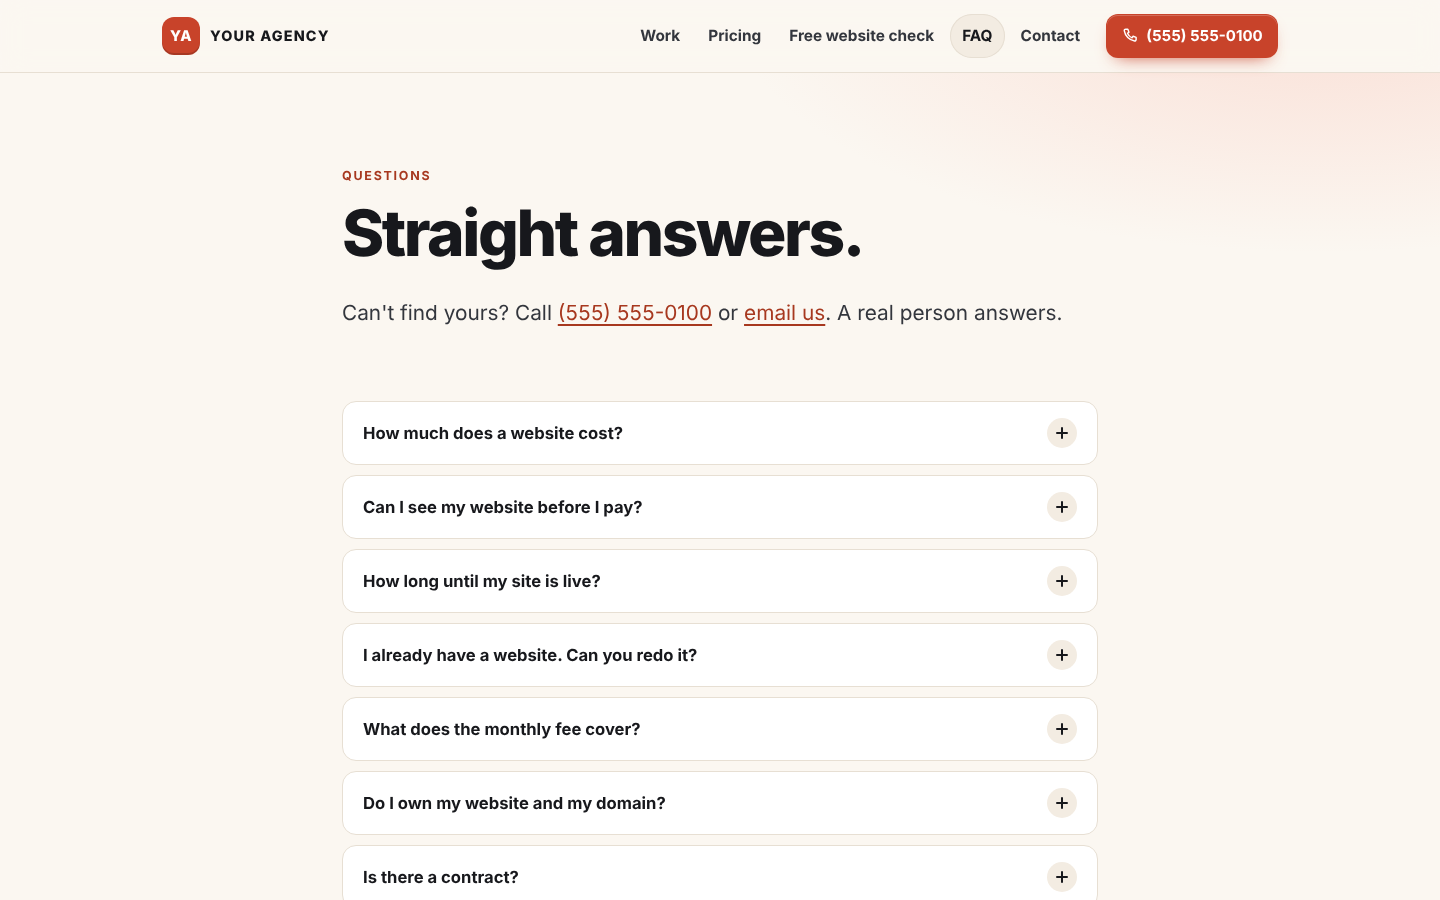 YA YOUR AGENCY
Work Pricing Free website check FAQ Contact (555) 555-0100
QUESTIONS
Straight answers.
Can't find yours? Call (555) 555-0100 or email us. A real person answers.
How much does a website cost?
Can I see my website before I pay?
How long until my site is live?
I already have a website. Can you redo it?
What does the monthly fee cover?
Do I own my website and my domain?
Is there a contract?